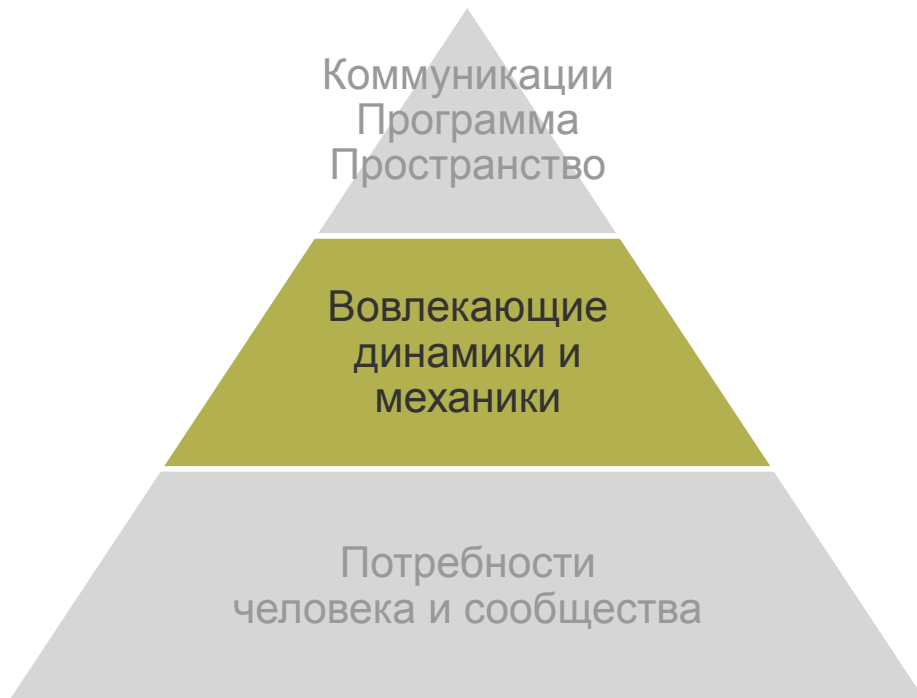 Коммуникации
Программа
Пространство
Вовлекающие
динамики и
механики
Потребности
человека и сообщества